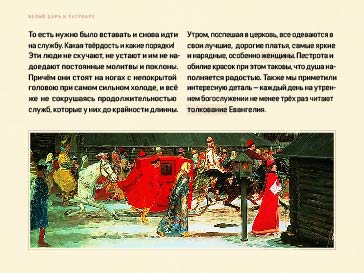 БЕЛЫЙ ЦАРЬ И ПАТРИАРХ
То есть нужно было вставать и снова идти
на службу. Какая твёрдость и какие порядки!
Эти люди не скучают, не устают и им не на-
доедают постоянные молитвы и поклоны.
Причём они стоят на ногах с непокрытой
головою при самом сильном холоде, и всё
же не сокрушаясь продолжительностью
служб, которые у них до крайности длинны.
Утром, поспешая в церковь, все одеваются в
свои лучшие, дорогие платья, самые яркие
и нарядные, особенно женщины. Пестрота и
обилие красок при этом таковы, что душа на-
полняется радостью. Также мы приметили
интересную деталь – каждый день на утрен-
нем богослужении не менее трёх раз читают
толкование Евангелия.